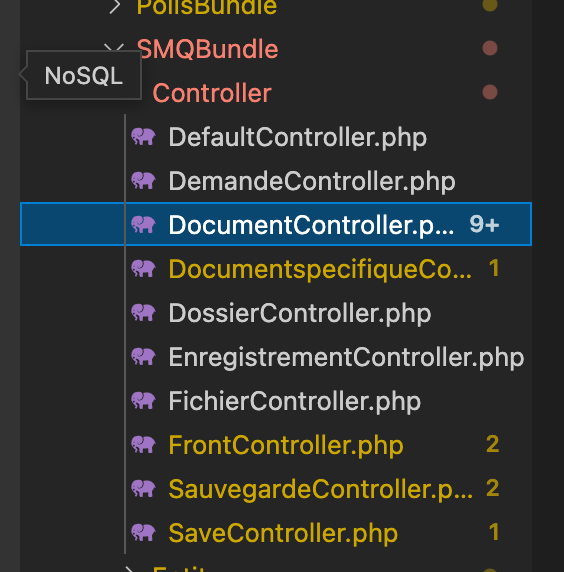 PollsBundle
SMQBundle
NoSQL
Controller
DefaultController.php
DemandeController.php
DocumentController.p... 9+
DocumentspecifiqueCo... 1
DossierController.php
EnregistrementController.php
FichierController.php
FrontController.php 2
SauvegardeController.p... 2
SaveController.php 1